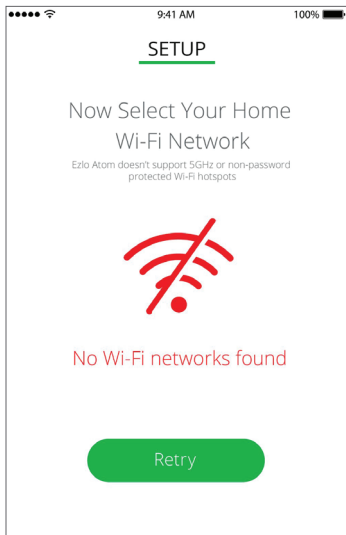 9:41 AM 100%
SETUP
Now Select Your Home
Wi-Fi Network
Ezlo Atom doesn't support 5GHz or non-password
protected Wi-Fi hotspots
No Wi-Fi networks found
Retry